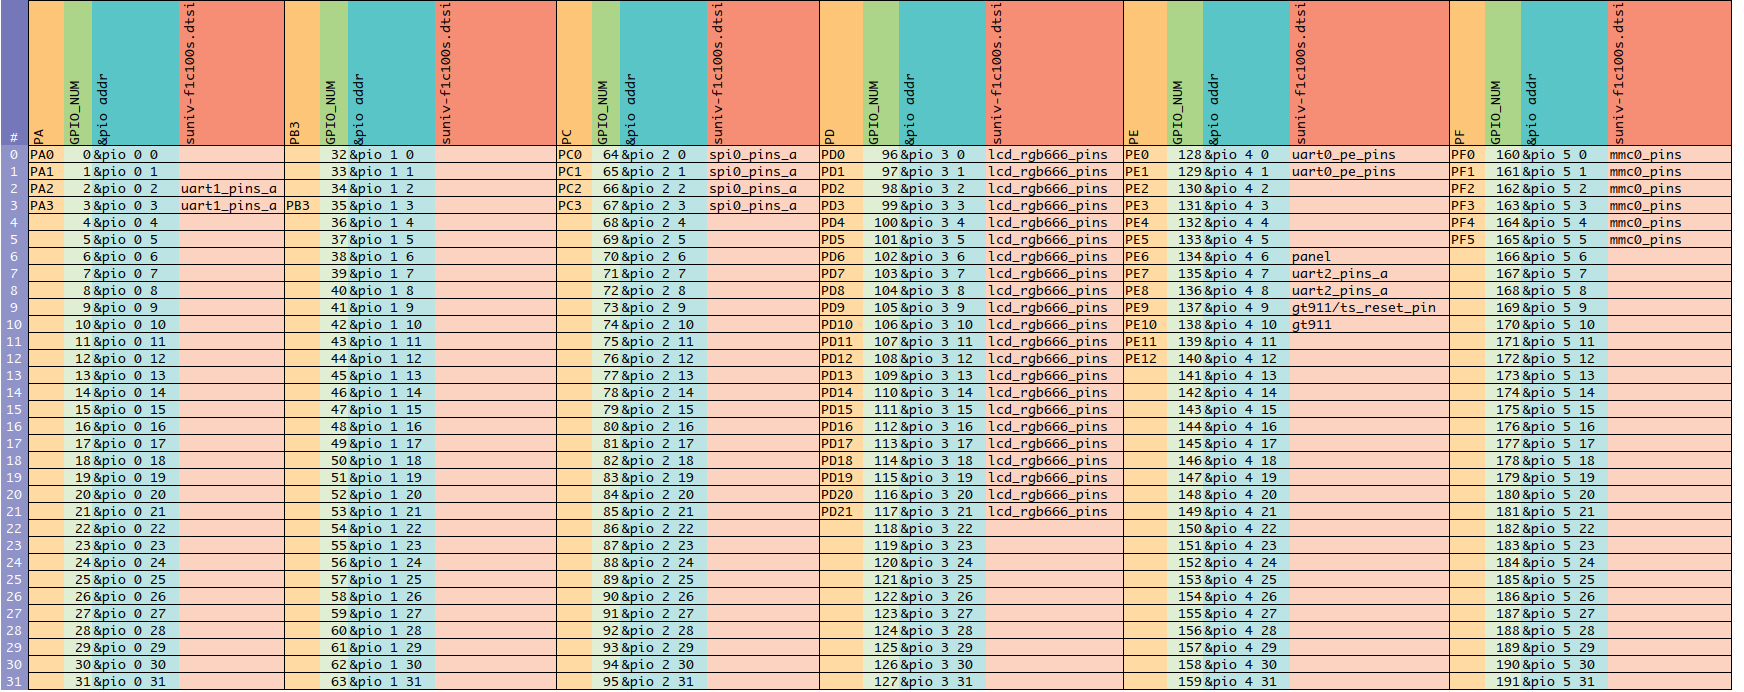 # PA GPIO_NUM &pio addr suniv-f1c100s.dtsi PB3 GPIO_NUM &pio addr suniv-f1c100s.dtsi PC GPIO_NUM &pio addr suniv-f1c100s.dtsi PD GPIO_NUM &pio addr suniv-f1c100s.dtsi PE GPIO_NUM &pio addr suniv-f1c100s.dtsi PF GPIO_NUM &pio addr suniv-f1c100s.dtsi
0 PA0 0 &pio 0 0 32 &pio 1 0 PC0 64 &pio 2 0 spi0_pins_a PD0 96 &pio 3 0 lcd_rgb666_pins PE0 128 &pio 4 0 uart0_pe_pins PF0 160 &pio 5 0 mmc0_pins
1 PA1 1 &pio 0 1 33 &pio 1 1 PC1 65 &pio 2 1 spi0_pins_a PD1 97 &pio 3 1 lcd_rgb666_pins PE1 129 &pio 4 1 uart0_pe_pins PF1 161 &pio 5 1 mmc0_pins
2 PA2 2 &pio 0 2 uart1_pins_a 34 &pio 1 2 PC2 66 &pio 2 2 spi0_pins_a PD2 98 &pio 3 2 lcd_rgb666_pins PE2 130 &pio 4 2 PF2 162 &pio 5 2 mmc0_pins
3 PA3 3 &pio 0 3 uart1_pins_a PB3 35 &pio 1 3 PC3 67 &pio 2 3 spi0_pins_a PD3 99 &pio 3 3 lcd_rgb666_pins PE3 131 &pio 4 3 PF3 163 &pio 5 3 mmc0_pins
4 4 &pio 0 4 36 &pio 1 4 68 &pio 2 4 PD4 100 &pio 3 4 lcd_rgb666_pins PE4 132 &pio 4 4 PF4 164 &pio 5 4 mmc0_pins
5 5 &pio 0 5 37 &pio 1 5 69 &pio 2 5 PD5 101 &pio 3 5 lcd_rgb666_pins PE5 133 &pio 4 5 PF5 165 &pio 5 5 mmc0_pins
6 6 &pio 0 6 38 &pio 1 6 70 &pio 2 6 PD6 102 &pio 3 6 lcd_rgb666_pins PE6 134 &pio 4 6 panel 166 &pio 5 6
7 7 &pio 0 7 39 &pio 1 7 71 &pio 2 7 PD7 103 &pio 3 7 lcd_rgb666_pins PE7 135 &pio 4 7 uart2_pins_a 167 &pio 5 7
8 8 &pio 0 8 40 &pio 1 8 72 &pio 2 8 PD8 104 &pio 3 8 lcd_rgb666_pins PE8 136 &pio 4 8 uart2_pins_a 168 &pio 5 8
9 9 &pio 0 9 41 &pio 1 9 73 &pio 2 9 PD9 105 &pio 3 9 lcd_rgb666_pins PE9 137 &pio 4 9 gt911/ts_reset_pin 169 &pio 5 9
10 10 &pio 0 10 42 &pio 1 10 74 &pio 2 10 PD10 106 &pio 3 10 lcd_rgb666_pins PE10 138 &pio 4 10 gt911 170 &pio 5 10
11 11 &pio 0 11 43 &pio 1 11 75 &pio 2 11 PD11 107 &pio 3 11 lcd_rgb666_pins PE11 139 &pio 4 11 171 &pio 5 11
12 12 &pio 0 12 44 &pio 1 12 76 &pio 2 12 PD12 108 &pio 3 12 lcd_rgb666_pins PE12 140 &pio 4 12 172 &pio 5 12
13 13 &pio 0 13 45 &pio 1 13 77 &pio 2 13 PD13 109 &pio 3 13 lcd_rgb666_pins 141 &pio 4 13 173 &pio 5 13
14 14 &pio 0 14 46 &pio 1 14 78 &pio 2 14 PD14 110 &pio 3 14 lcd_rgb666_pins 142 &pio 4 14 174 &pio 5 14
15 15 &pio 0 15 47 &pio 1 15 79 &pio 2 15 PD15 111 &pio 3 15 lcd_rgb666_pins 143 &pio 4 15 175 &pio 5 15
16 16 &pio 0 16 48 &pio 1 16 80 &pio 2 16 PD16 112 &pio 3 16 lcd_rgb666_pins 144 &pio 4 16 176 &pio 5 16
17 17 &pio 0 17 49 &pio 1 17 81 &pio 2 17 PD17 113 &pio 3 17 lcd_rgb666_pins 145 &pio 4 17 177 &pio 5 17
18 18 &pio 0 18 50 &pio 1 18 82 &pio 2 18 PD18 114 &pio 3 18 lcd_rgb666_pins 146 &pio 4 18 178 &pio 5 18
19 19 &pio 0 19 51 &pio 1 19 83 &pio 2 19 PD19 115 &pio 3 19 lcd_rgb666_pins 147 &pio 4 19 179 &pio 5 19
20 20 &pio 0 20 52 &pio 1 20 84 &pio 2 20 PD20 116 &pio 3 20 lcd_rgb666_pins 148 &pio 4 20 180 &pio 5 20
21 21 &pio 0 21 53 &pio 1 21 85 &pio 2 21 PD21 117 &pio 3 21 lcd_rgb666_pins 149 &pio 4 21 181 &pio 5 21
22 22 &pio 0 22 54 &pio 1 22 86 &pio 2 22 118 &pio 3 22 150 &pio 4 22 182 &pio 5 22
23 23 &pio 0 23 55 &pio 1 23 87 &pio 2 23 119 &pio 3 23 151 &pio 4 23 183 &pio 5 23
24 24 &pio 0 24 56 &pio 1 24 88 &pio 2 24 120 &pio 3 24 152 &pio 4 24 184 &pio 5 24
25 25 &pio 0 25 57 &pio 1 25 89 &pio 2 25 121 &pio 3 25 153 &pio 4 25 185 &pio 5 25
26 26 &pio 0 26 58 &pio 1 26 90 &pio 2 26 122 &pio 3 26 154 &pio 4 26 186 &pio 5 26
27 27 &pio 0 27 59 &pio 1 27 91 &pio 2 27 123 &pio 3 27 155 &pio 4 27 187 &pio 5 27
28 28 &pio 0 28 60 &pio 1 28 92 &pio 2 28 124 &pio 3 28 156 &pio 4 28 188 &pio 5 28
29 29 &pio 0 29 61 &pio 1 29 93 &pio 2 29 125 &pio 3 29 157 &pio 4 29 189 &pio 5 29
30 30 &pio 0 30 62 &pio 1 30 94 &pio 2 30 126 &pio 3 30 158 &pio 4 30 190 &pio 5 30
31 31 &pio 0 31 63 &pio 1 31 95 &pio 2 31 127 &pio 3 31 159 &pio 4 31 191 &pio 5 31